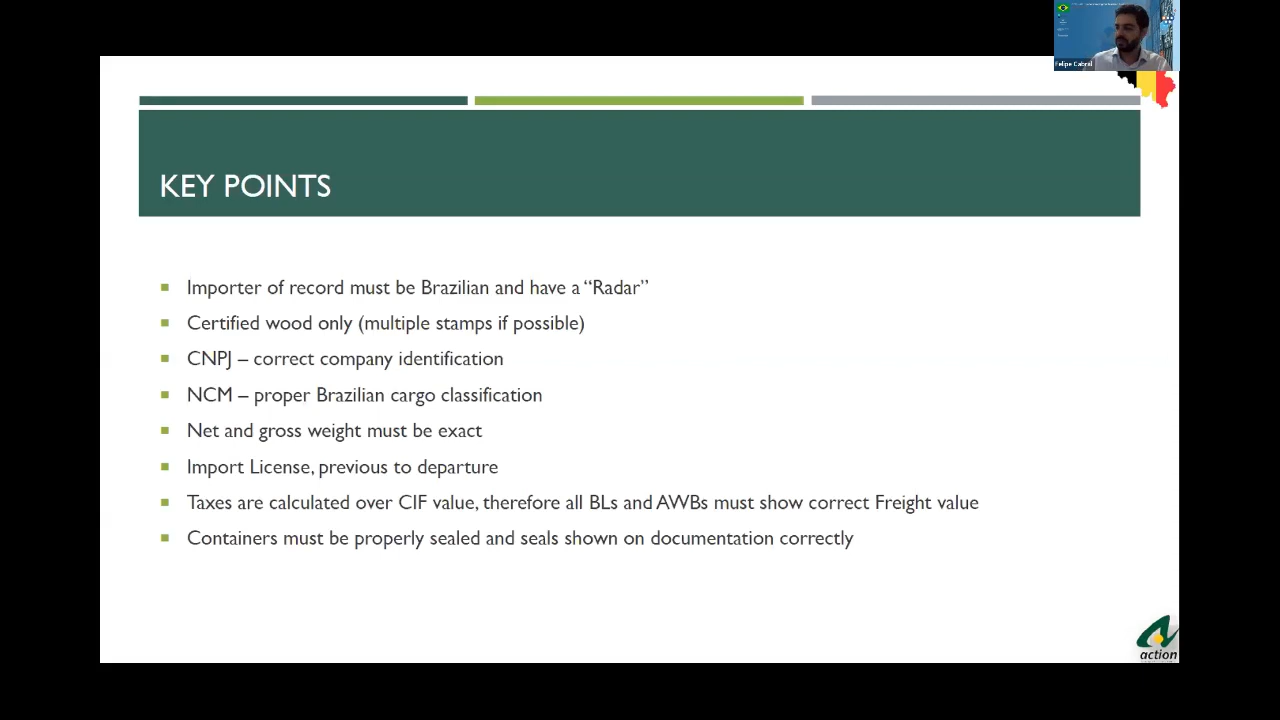 Felipe Cabral
KEY POINTS
Importer of record must be Brazilian and have a “Radar”
Certified wood only (multiple stamps if possible)
CNPJ – correct company identification
NCM – proper Brazilian cargo classification
Net and gross weight must be exact
Import License, previous to departure
Taxes are calculated over CIF value, therefore all BLs and AWBs must show correct Freight value
Containers must be properly sealed and seals shown on documentation correctly
action